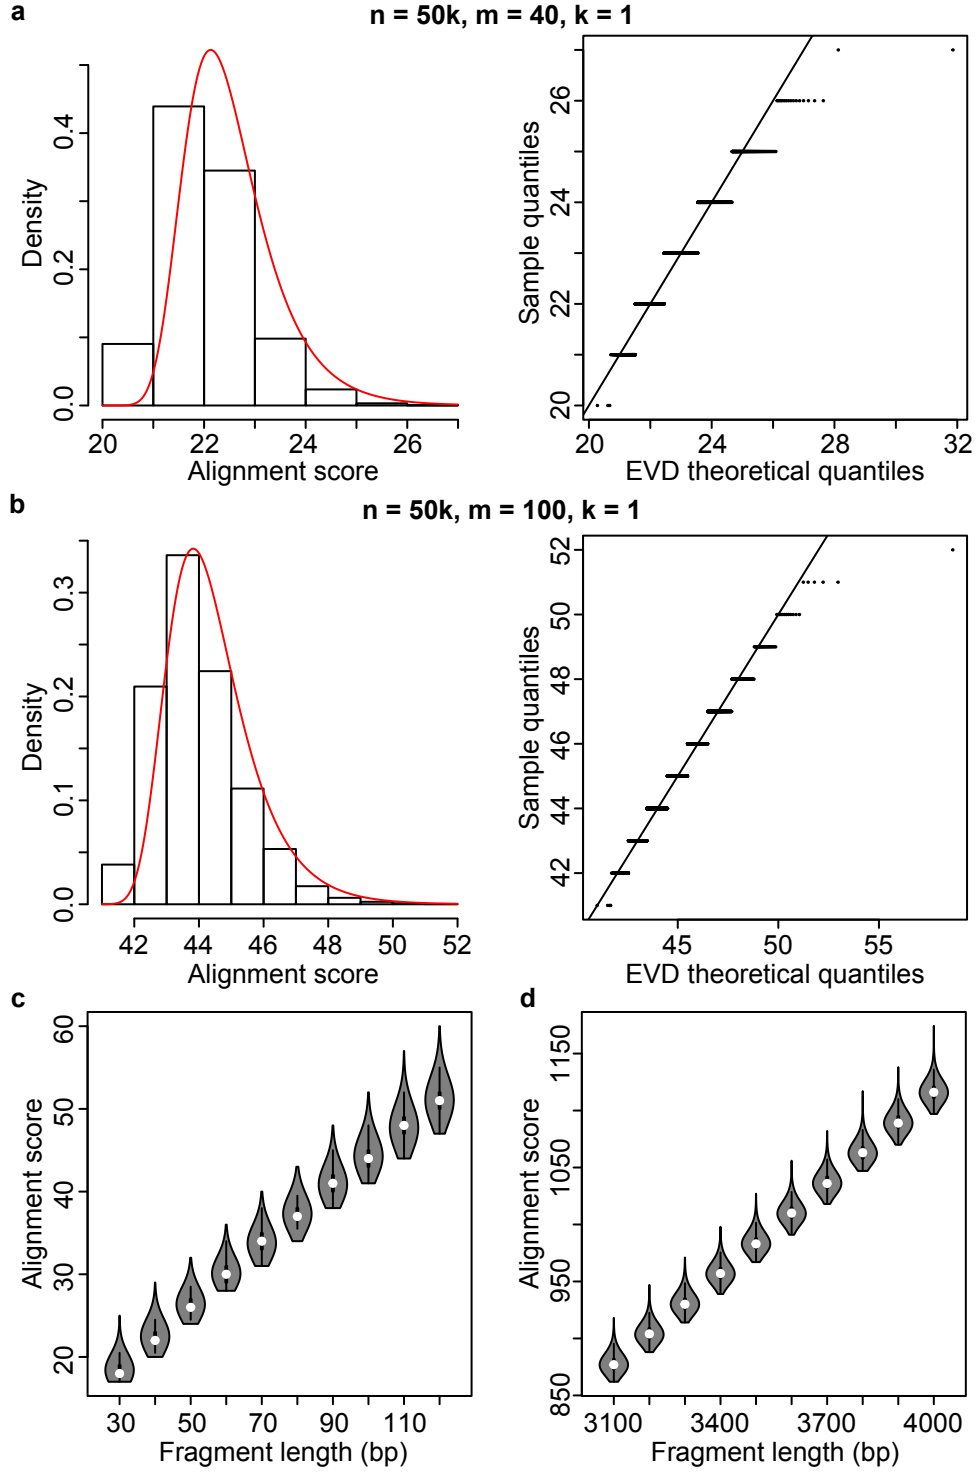 a
n = 50k, m = 40, k = 1
Density
0.0 0.2 0.4
20 22 24 26
Alignment score
Sample quantiles
20 22 24 26
20 24 28 32
EVD theoretical quantiles
b
n = 50k, m = 100, k = 1
Density
0.0 0.1 0.2 0.3
42 44 46 48 50 52
Alignment score
Sample quantiles
42 44 46 48 50 52
45 50 55
EVD theoretical quantiles
c
Alignment score
20 30 40 50 60
30 50 70 90 110
Fragment length (bp)
d
Alignment score
850 950 1050 1150
3100 3400 3700 4000
Fragment length (bp)